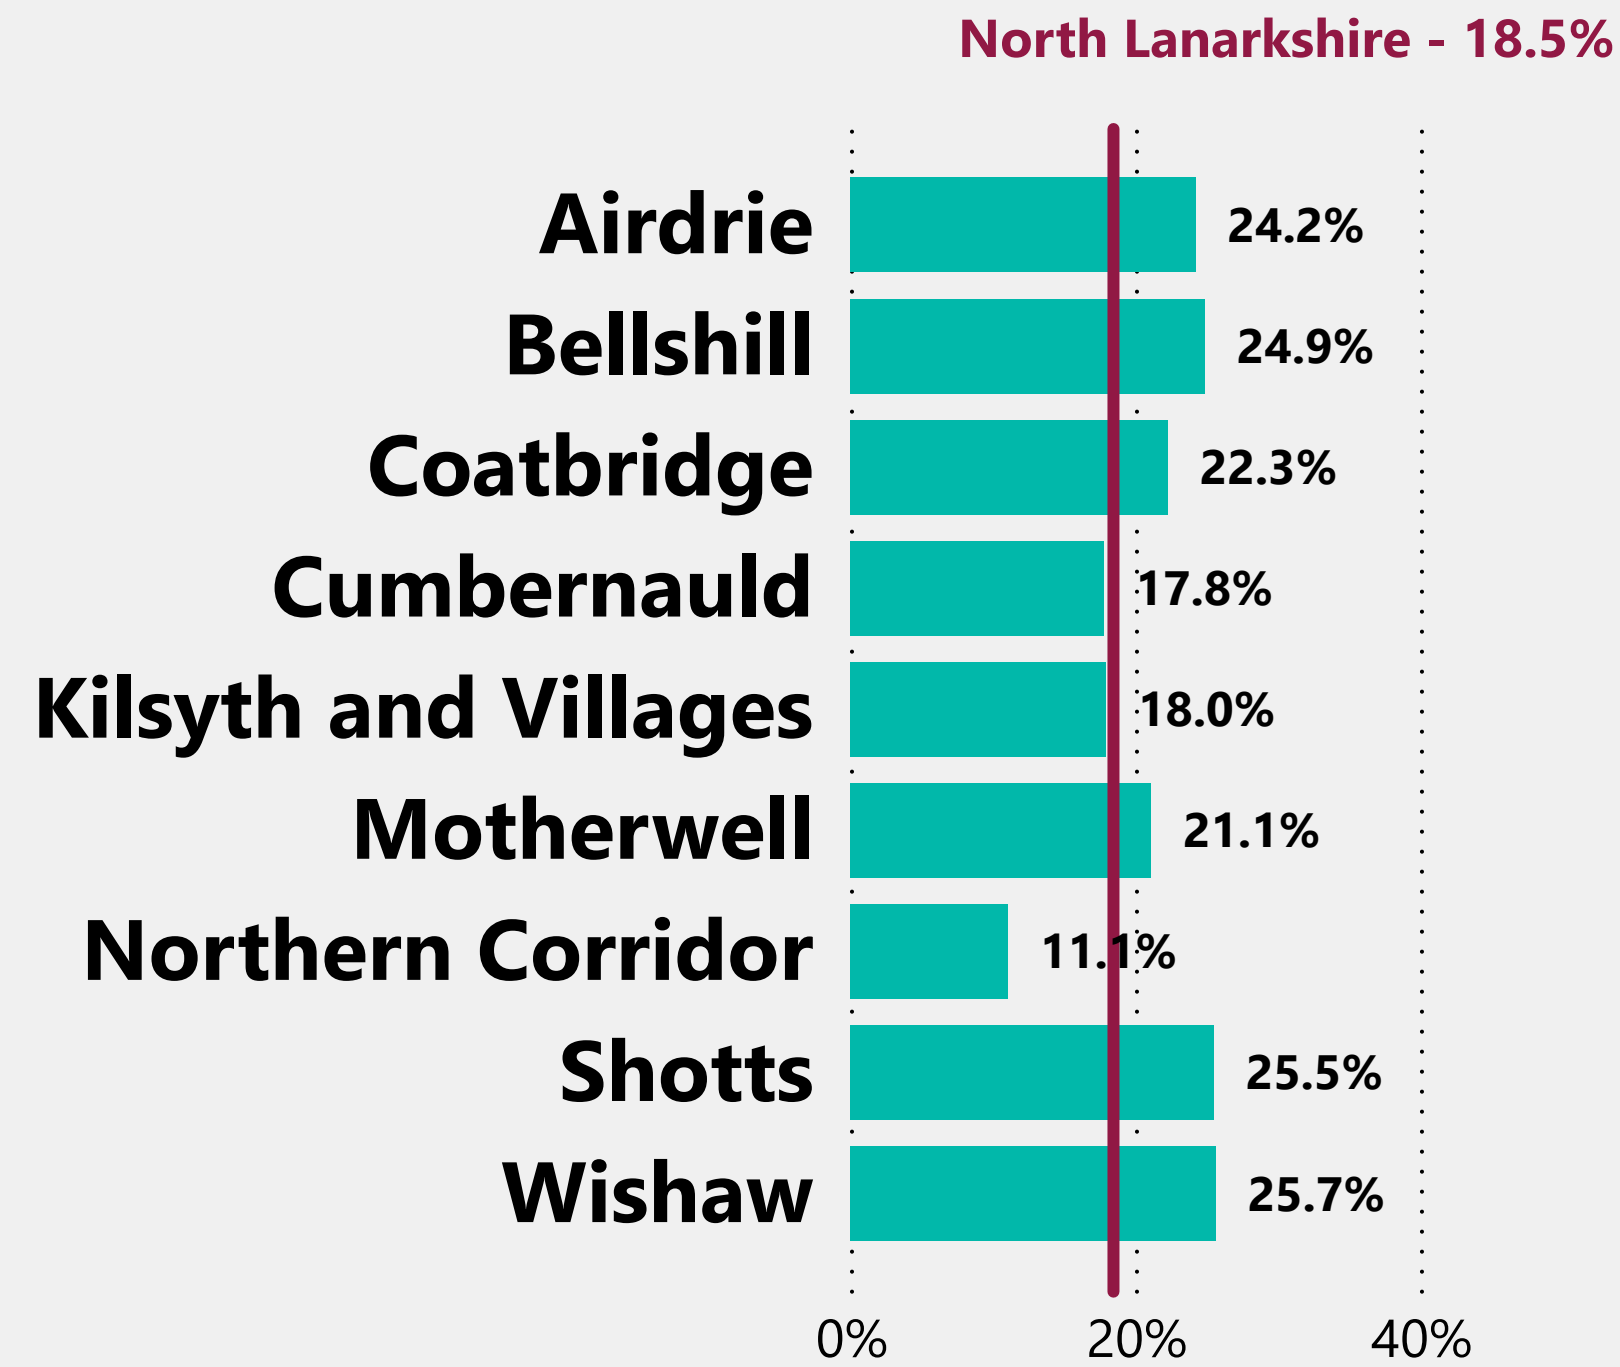 North Lanarkshire - 18.5%
Airdrie 24.2%
Bellshill 24.9%
Coatbridge 22.3%
Cumbernauld 17.8%
Kilsyth and Villages 18.0%
Motherwell 21.1%
Northern Corridor 11.1%
Shotts 25.5%
Wishaw 25.7%
0% 20% 40%